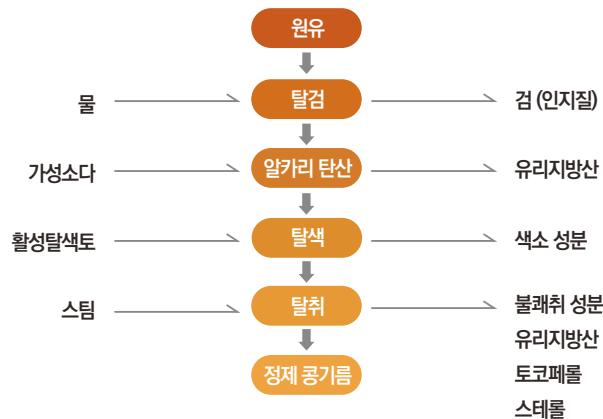 원유
물
탈검
검 (인지질)
가성소다
알카리 탄산
유리지방산
활성탈색토
탈색
색소 성분
스팀
탈취
불쾌취 성분
유리지방산
토코페롤
스테롤
정제 콩기름